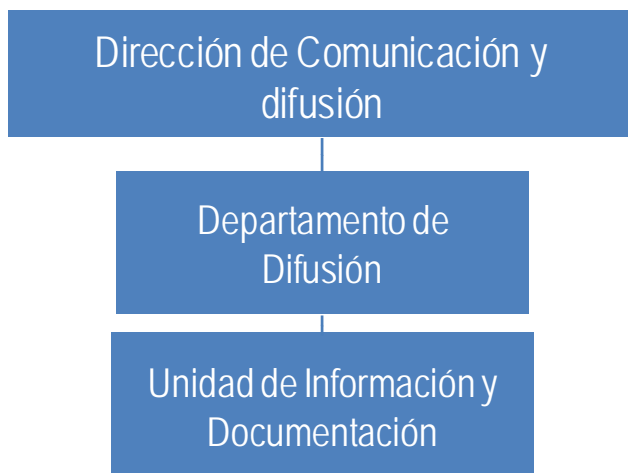 Dirección de Comunicación y
difusión
Departamento de
Difusión
Unidad de Información y
Documentación